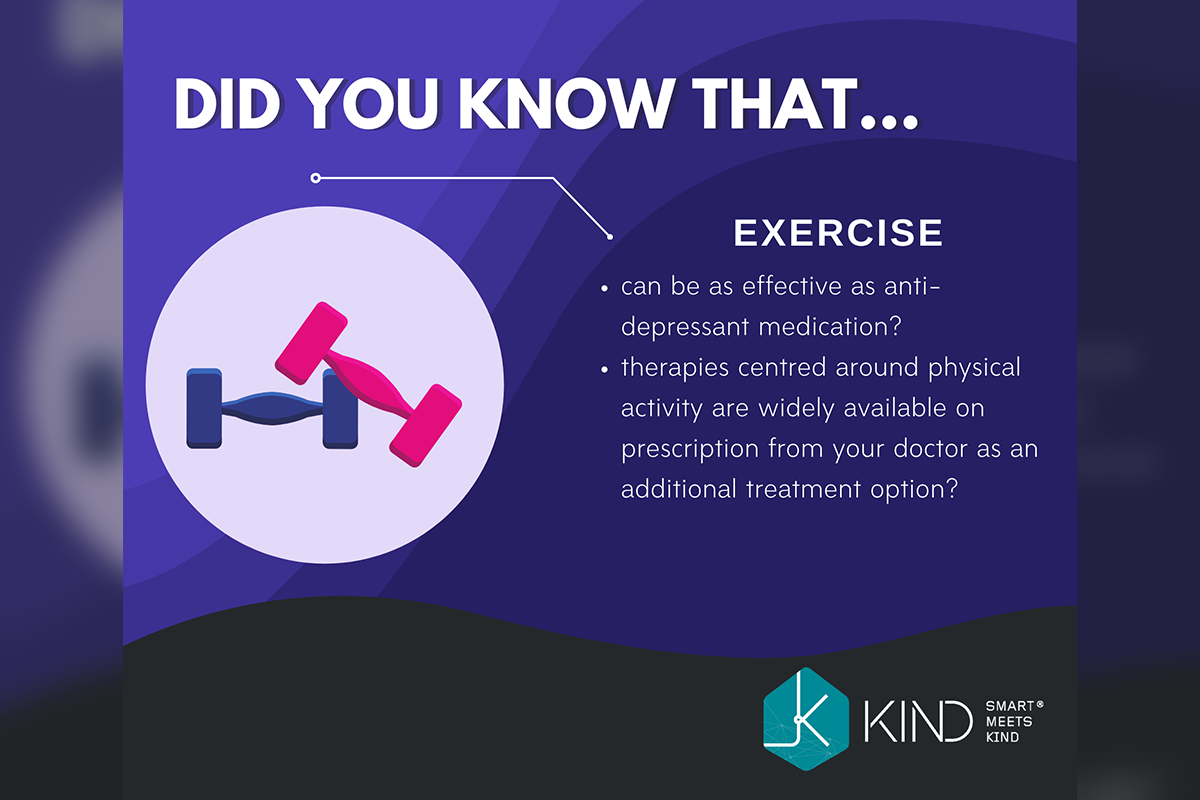 DID YOU KNOW THAT...
EXERCISE
• can be as effective as anti-
depressant medication?
• therapies centred around physical
activity are widely available on
prescription from your doctor as an
additional treatment option?
K KIND
SMART®
MEETS
KIND